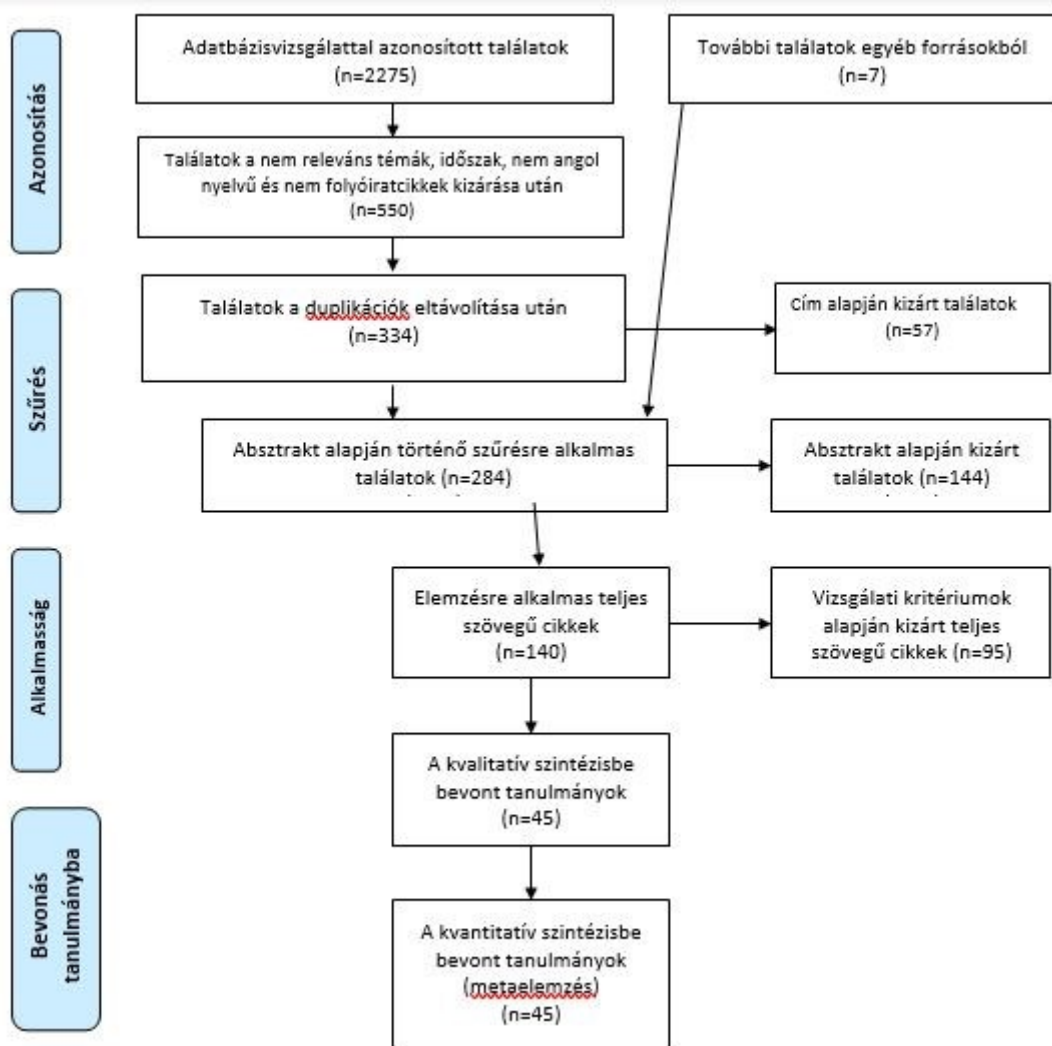 Azonosítás
Adatbázisvizsgálattal azonosított találatok
(n=2275)
További találatok egyéb forrásokból
(n=7)
Találatok a nem releváns témák, időszak, nem angol
nyelvű és nem folyóiratcikkek kizárása után
(n=550)
Szűrés
Találatok a duplikációk eltávolítása után
(n=334)
Cím alapján kizárt találatok
(n=57)
Absztrakt alapján történő szűrésre alkalmas
találatok (n=284)
Absztrakt alapján kizárt
találatok (n=144)
Alkalmasság
Elemzésre alkalmas teljes
szövegű cikkek
(n=140)
Vizsgálati kritériumok
alapján kizárt teljes
szövegű cikkek (n=95)
A kvalitatív szintézisbe
bevont tanulmányok
(n=45)
Bevonás
tanulmányba
A kvantitatív szintézisbe
bevont tanulmányok
(metaelemzés)
(n=45)